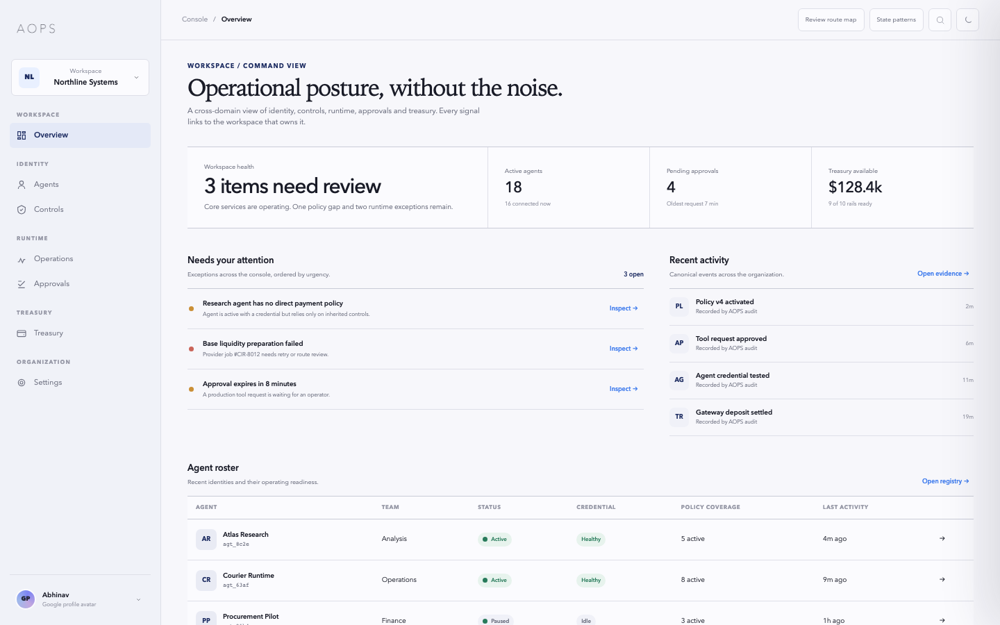 AOPS
NL
Workspace
Northline Systems
WORKSPACE
Overview
IDENTITY
Agents
Controls
RUNTIME
Operations
Approvals
TREASURY
Treasury
ORGANIZATION
Settings
GP
Abhinav
Google profile avatar
Console / Overview
Review route map
State patterns
WORKSPACE / COMMAND VIEW
Operational posture, without the noise.
A cross-domain view of identity, controls, runtime, approvals and treasury. Every signal
links to the workspace that owns it.
Workspace health
3 items need review
Core services are operating. One policy gap and two runtime exceptions remain.
Active agents
18
16 connected now
Pending approvals
4
Oldest request 7 min
Treasury available
$128.4k
9 of 10 rails ready
Needs your attention
Exceptions across the console, ordered by urgency.
3 open
Research agent has no direct payment policy
Agent is active with a credential but relies only on inherited controls.
Inspect →
Base liquidity preparation failed
Provider job #CIR-8012 needs retry or route review.
Inspect →
Approval expires in 8 minutes
A production tool request is waiting for an operator.
Inspect →
Recent activity
Canonical events across the organization.
Open evidence →
PL
Policy v4 activated
Recorded by AOPS audit
2m
AP
Tool request approved
Recorded by AOPS audit
6m
AG
Agent credential tested
Recorded by AOPS audit
11m
TR
Gateway deposit settled
Recorded by AOPS audit
19m
Agent roster
Recent identities and their operating readiness.
Open registry →
AGENT TEAM STATUS CREDENTIAL POLICY COVERAGE LAST ACTIVITY
AR Atlas Research Analysis Active Healthy 5 active 4m ago →
agt_8c2e
CR Courier Runtime Operations Active Healthy 8 active 9m ago →
agt_63af
PP Procurement Pilot Finance Paused Idle 3 active 1h ago →